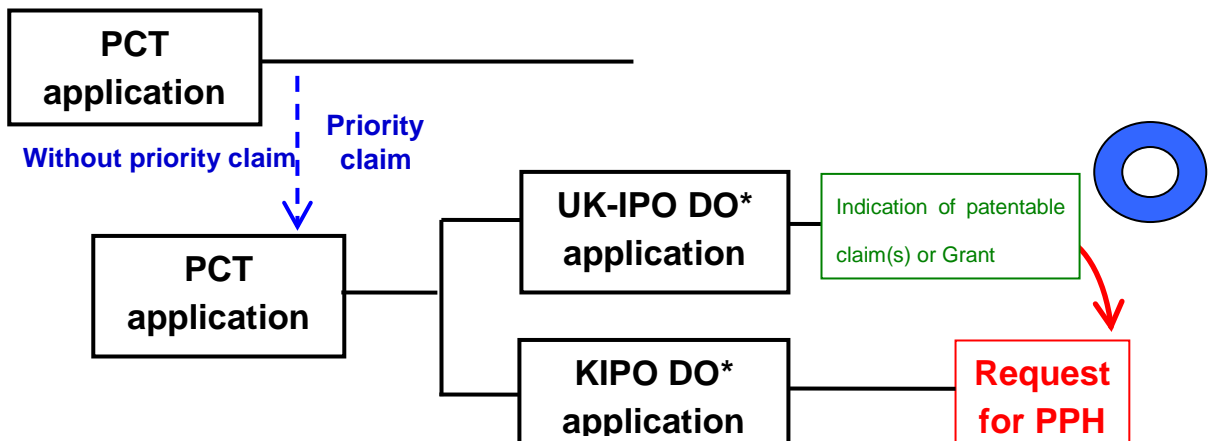 PCT
application
Without priority claim
Priority
claim
PCT
application
UK-IPO DO*
application
Indication of patentable
claim(s) or Grant
KIPO DO*
application
Request
for PPH